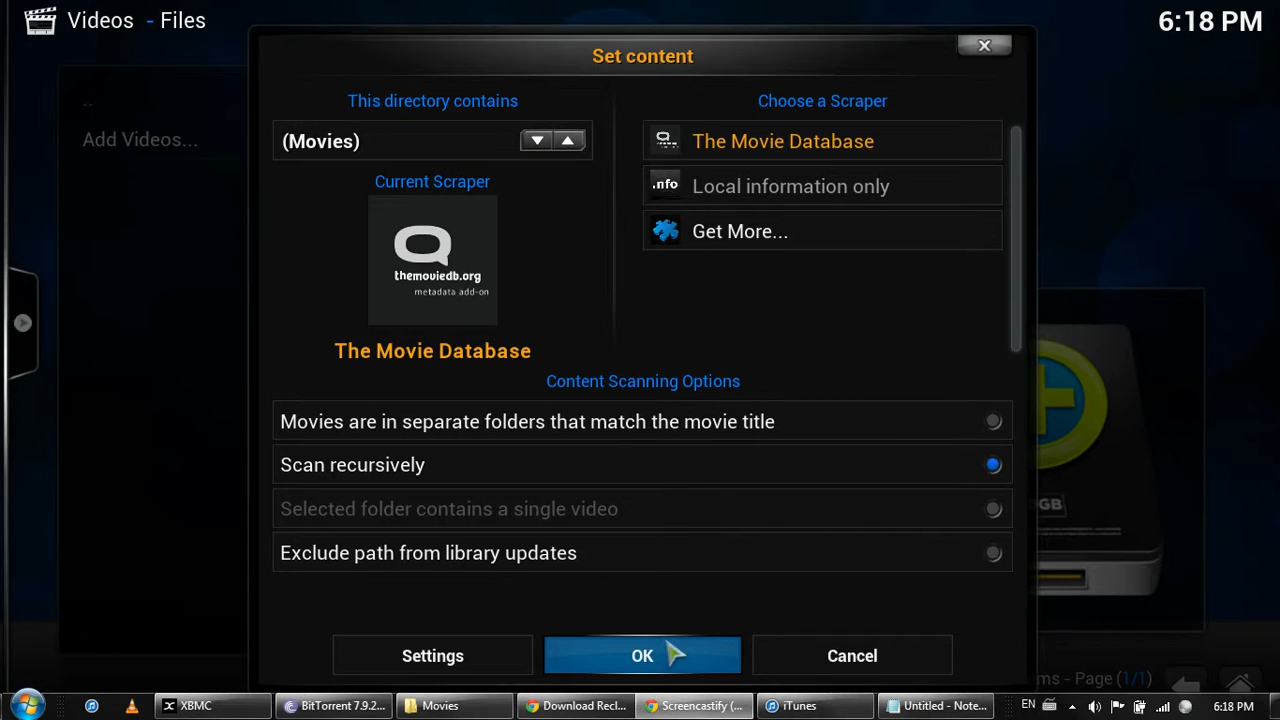 Videos - Files
6:18 PM
Set content
This directory contains
Choose a Scraper
..
Add Videos...
(Movies)
The Movie Database
Current Scraper
.info
Local information only
Get More...
themoviedb.org
metadata add-on
The Movie Database
Content Scanning Options
Movies are in separate folders that match the movie title
Scan recursively
Selected folder contains a single video
GB
Exclude path from library updates
Settings
OK
Cancel
ms - Page (1/1)
XBMC
BitTorrent 7.9.2...
Movies
Download Recl...
Screencastify (...
iTunes
Untitled - Note...
EN
6:18 PM